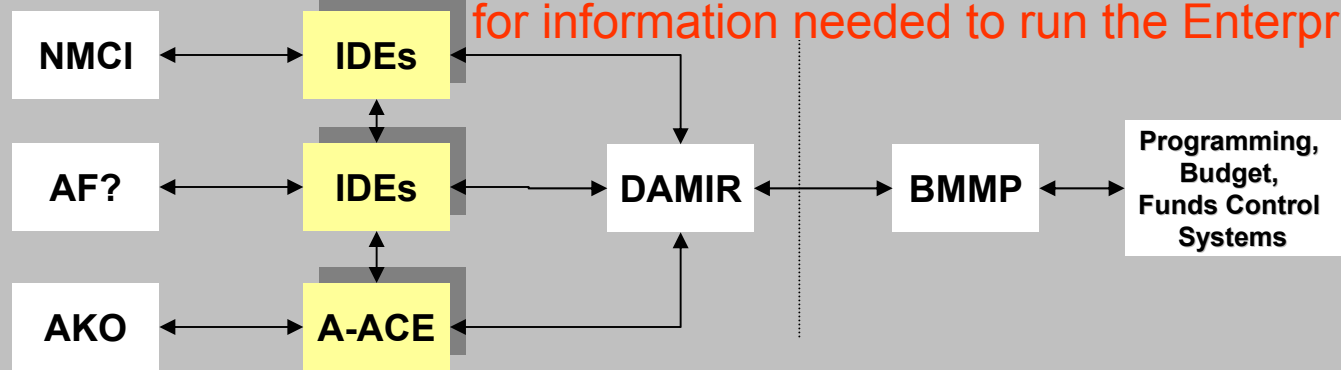 for information needed to run the Enterpr
NMCI
IDEs
AF?
IDEs
DAMIR
BMMP
Programming,
Budget,
Funds Control
Systems
AKO
A-ACE